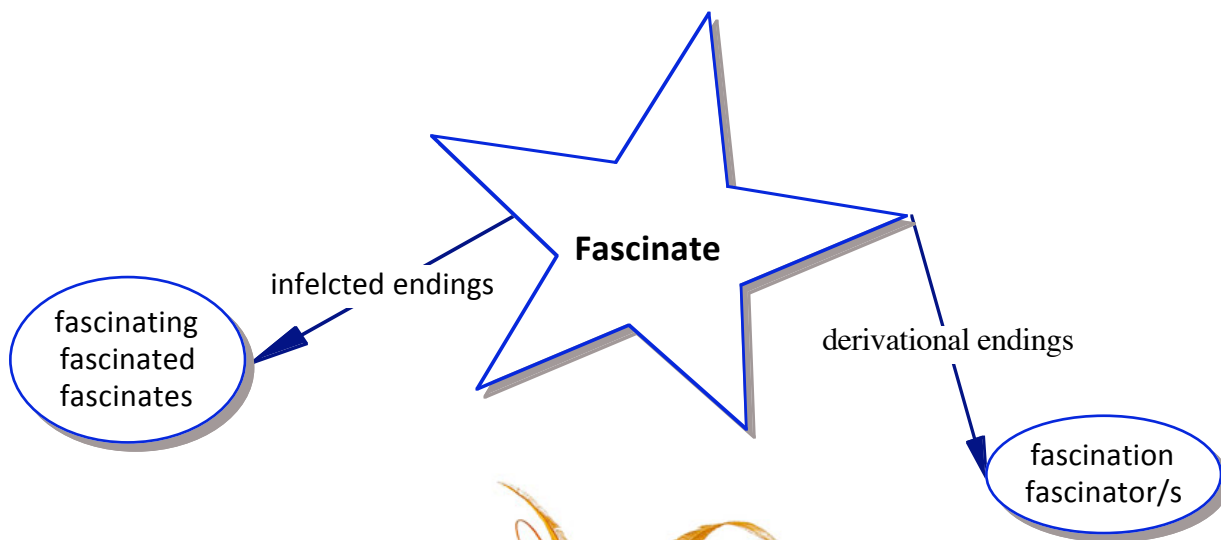 Fascinate
infelcted endings
fascinating
fascinated
fascinates
derivational endings
fascination
fascinator/s